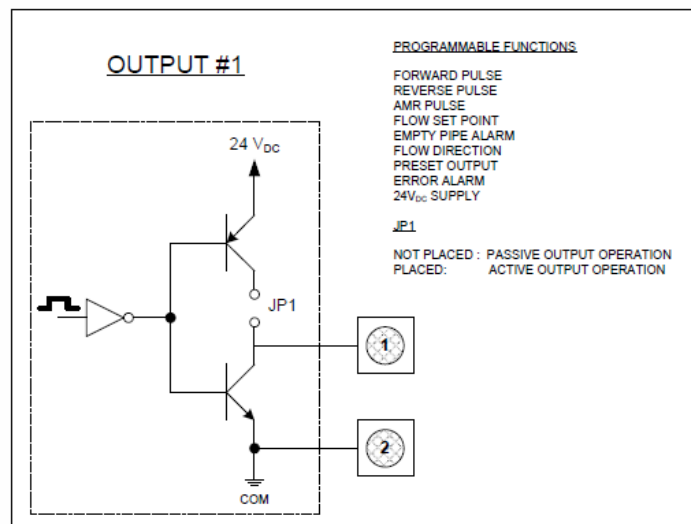 OUTPUT #1
24 VDC
JP1
1
2
COM
PROGRAMMABLE FUNCTIONS
FORWARD PULSE
REVERSE PULSE
AMR PULSE
FLOW SET POINT
EMPTY PIPE ALARM
FLOW DIRECTION
PRESET OUTPUT
ERROR ALARM
24VDC SUPPLY
JP1
NOT PLACED : PASSIVE OUTPUT OPERATION
PLACED: ACTIVE OUTPUT OPERATION